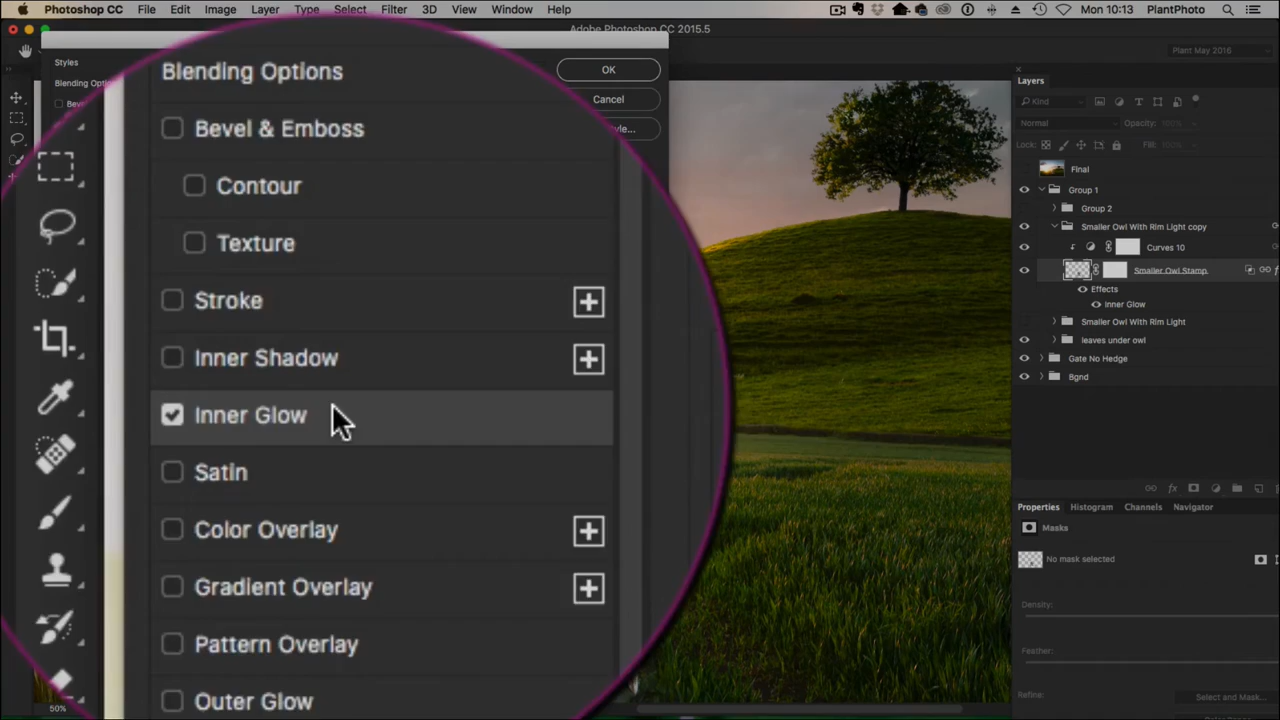 Photoshop CC File Edit Image Layer Type Select Filter 3D View Window Help Mon 10:13 PlantPhoto
Adobe Photoshop CC 2015.5
Plant May 2016
Styles
Blending
Blending Options
Bevel & Emboss
Contour
Texture
Stroke
Inner Shadow
Inner Glow
Satin
Color Overlay
Gradient Overlay
Pattern Overlay
Outer Glow
50%
OK
Cancel
Layers
Kind
Normal Opacity: 100%
Lock: Fill: 100%
Final
Group 1
Group 2
Smaller Owl With Rim Light copy
Curves 10
Smaller Owl Stamp
Effects
Inner Glow
Smaller Owl With Rim Light
leaves under owl
Gate No Hedge
Bgnd
Properties Histogram Channels Navigator
Masks
No mask selected
Density:
Feather:
Refine: Select and Mask...